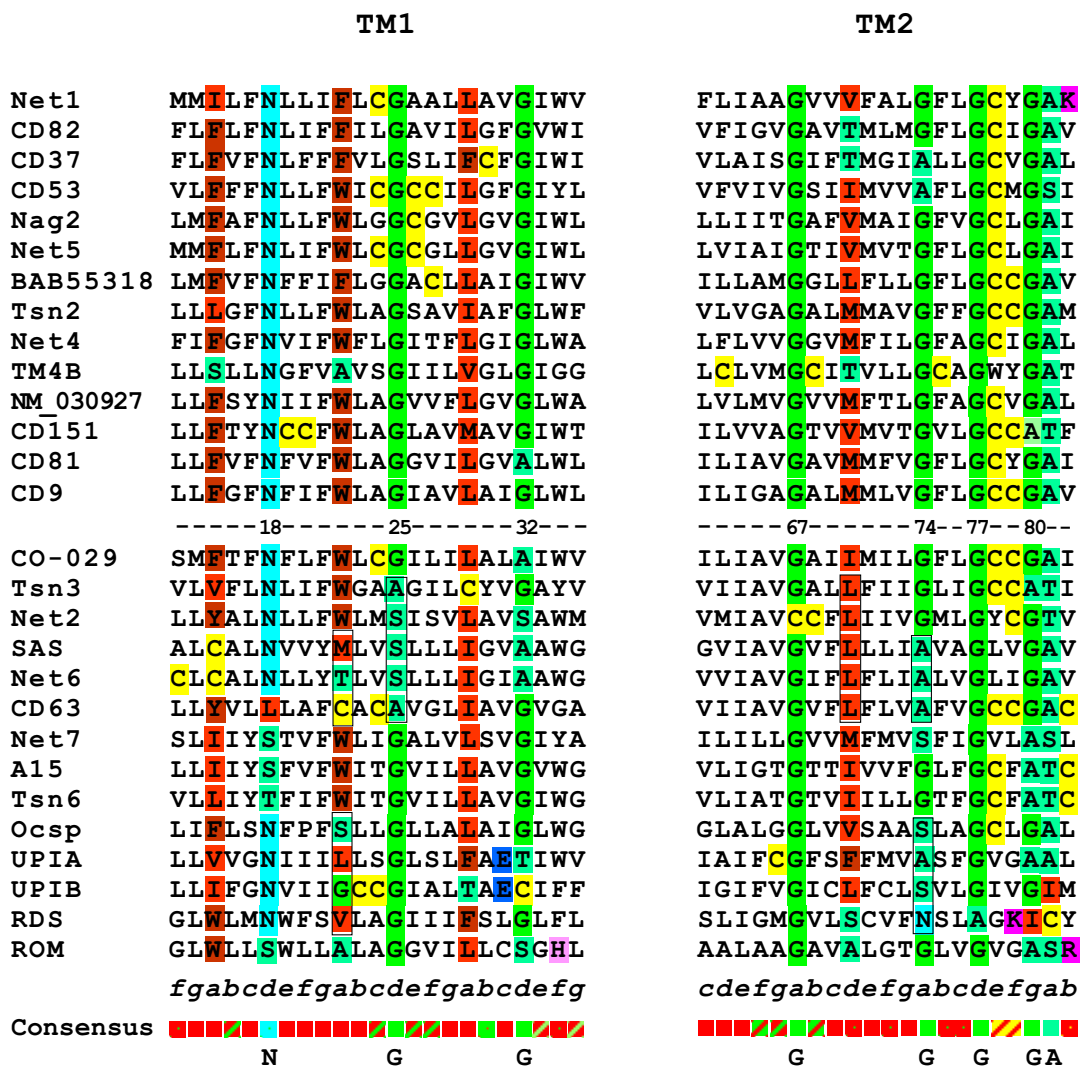 TM1 TM2
Net1 MMILFNLLIFLCGAALLAVGIWV FLIAAGVVVFALGFLGCYGAK
CD82 FLFLFNLIFFILGAVILGFGVWI VFIGVGAVTMLMGFLGCIGAV
CD37 FLFVFNLFFFVLGSLIFCFGIWI VLAISGIFTMGIALLGCVGAL
CD53 VLFFFNLLFWICGCCILGFGIYL VFVIVGSIIMVVAFLGCMGSI
Nag2 LMFAFNLLFWLGGCGVLGVGIWL LLIITGAFVMAIGFVGCLGAI
Net5 MMFLFNLIFWLCGCGLLGVGIWL LVIAIGTIVMVTGFLGCLGAI
BAB55318 LMFVFNFFIFLGGACLLAIGIWV ILLAMGGLLFLLGFLGCCGAV
Tsn2 LLLGFNLLFWLAGSAVIAFGLWF VLVGAGALMMAVGFFGCCGAM
Net4 FIFGFNVIFWFLGITFLGIGLWA LFLVVGGVMFILGFAGCIGAL
TM4B LLSLLNGFVAVSGIILVGLGIGG LCLVMGCITVLLGCAGWYGAT
NM_030927 LLFSYNIIFWLAGVVFLGVGLWA LVLMVGVVMFTLGFAGCVGAL
CD151 LLFTYNCCFWLAGLAVMAVGIWT ILVVAGTVVMVTGVLGCCATF
CD81 LLFVFNFVFWLAGGVILGVALWL ILIAVGAVMMFVGFLGCYGAI
CD9 LLFGFNFIFWLAGIAVLAIGLWL ILIGAGALMMLVGFLGCCGAV
-----18------25------32--- -----67------74--77--80--
CO-029 SMFTFNFLFWLCGILILALAIWV ILIAVGAIIMILGFLGCCGAI
Tsn3 VLVFLNLIFWGAAGILCYVGAYV VIIAVGALLFIIGLIGCCATI
Net2 LLYALNLLFWLMSISVLAVSAWM VMIAVCCFLIIVGMLGYCGTV
SAS ALCALNVVYMLVSLLLIGVAAWG GVIAVGVFLLLIAVAGLVGAV
Net6 CLCALNLLYTLVSLLLIGIAAWG VVIAVGIFLFLIALVGLIGAV
CD63 LLYVLLLAFCACAVGLIAVGVGA VIIAVGVFLFLVAFVGCCGAC
Net7 SLIIYSTVFWLIGALVLSVGIYA ILILLGVVMFMVSFIGVLASL
A15 LLIIYSFVFWITGVILLAVGVWG VLIGTGTTIVVFGLFGCFATC
Tsn6 VLLIYTFIFWITGVILLAVGIWG VLIATGTVIILLGTFGCFATC
Ocsp LIFLSNFPFSLLGLLALAIGLWG GLALGGLVVSAASLAGCLGAL
UPIA LLVVGNIIILLSGLSLFAETIWV IAIFCGFSFFMVASFGVGAAL
UPIB LLIFGNVIIGCCGIALTAECIFF IGIFVGICLFCLSVLGIVGIM
RDS GLWLMNWFSVLAGIIIFSLGLFL SLIGMGVLSCVFNSLAGKICY
ROM GLWLLSWLLALAGGVILLCSGHL AALAAGAVALGTGLVGVGASR
fgabcdefgabcdefgabcdefg cdefgabcdefgabcdefgab
Consensus
N G G G G G GA